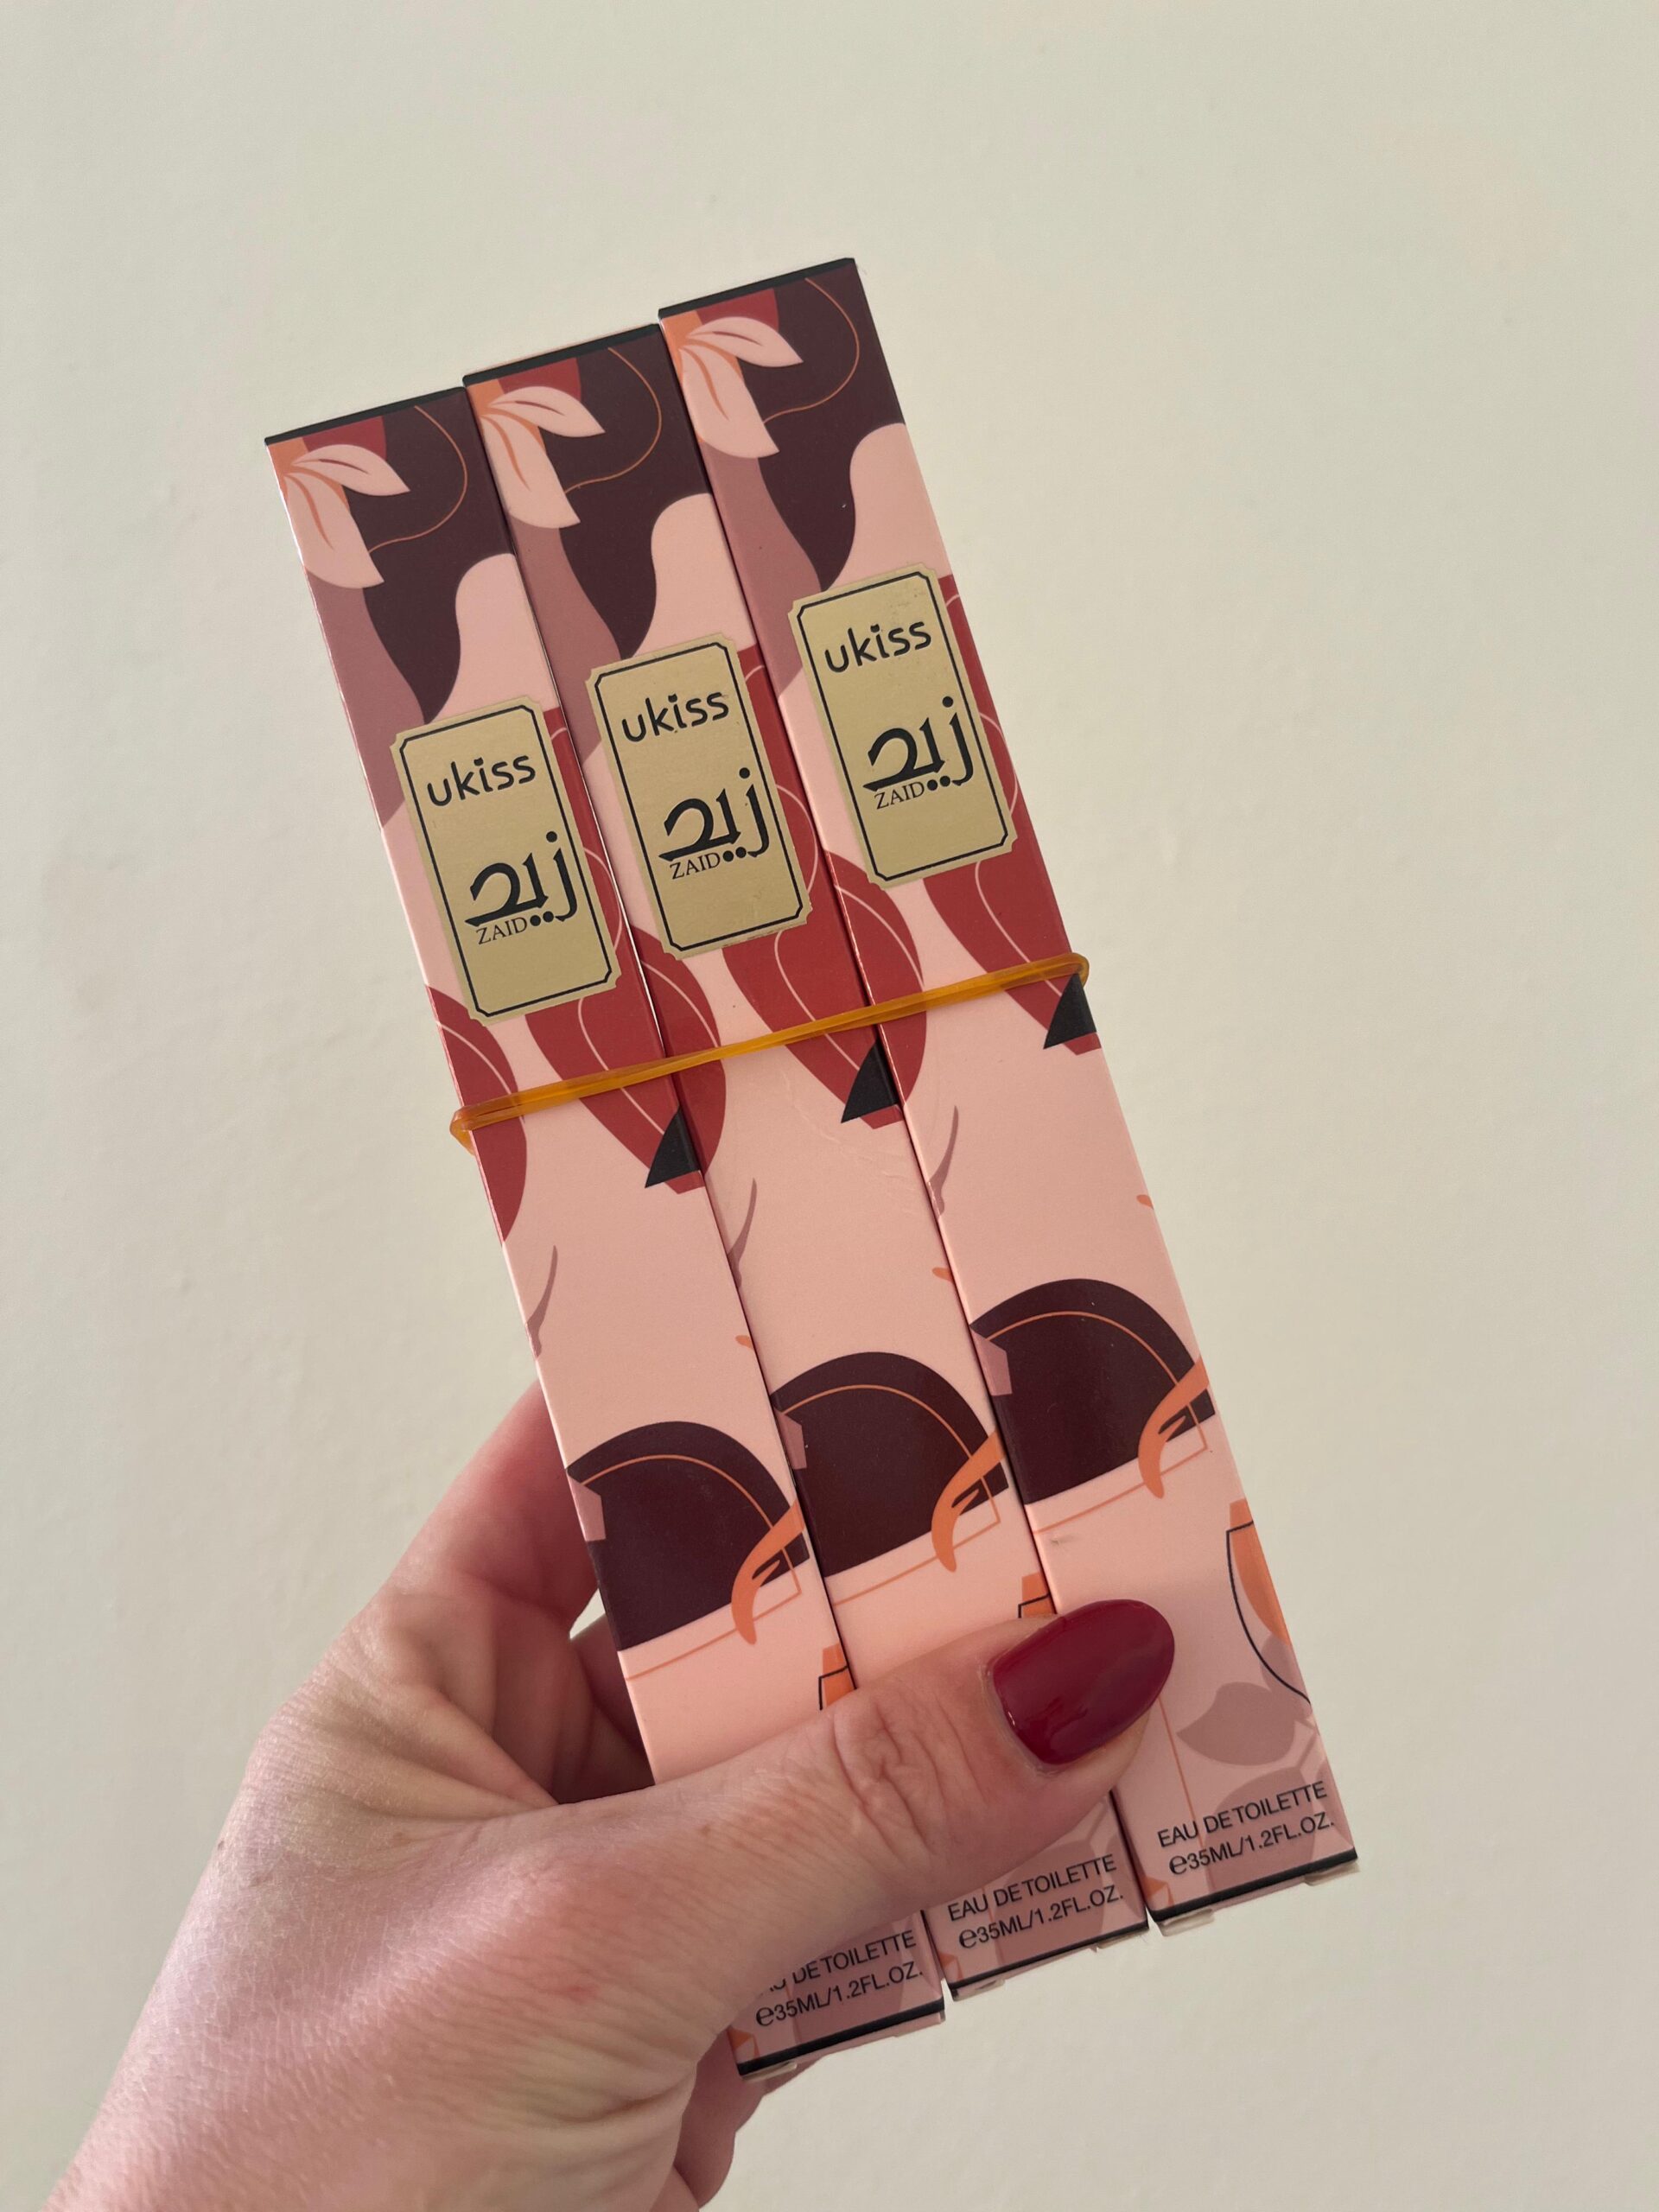 ukiss
زيد
ZAID
ukiss
زيد
ZAID
ukiss
زيد
ZAID
DE TOILETTE
℮35ML/1.2FL.OZ.
EAU DE TOILETTE
℮35ML/1.2FL.OZ.
EAU DE TOILETTE
℮35ML/1.2FL.OZ.